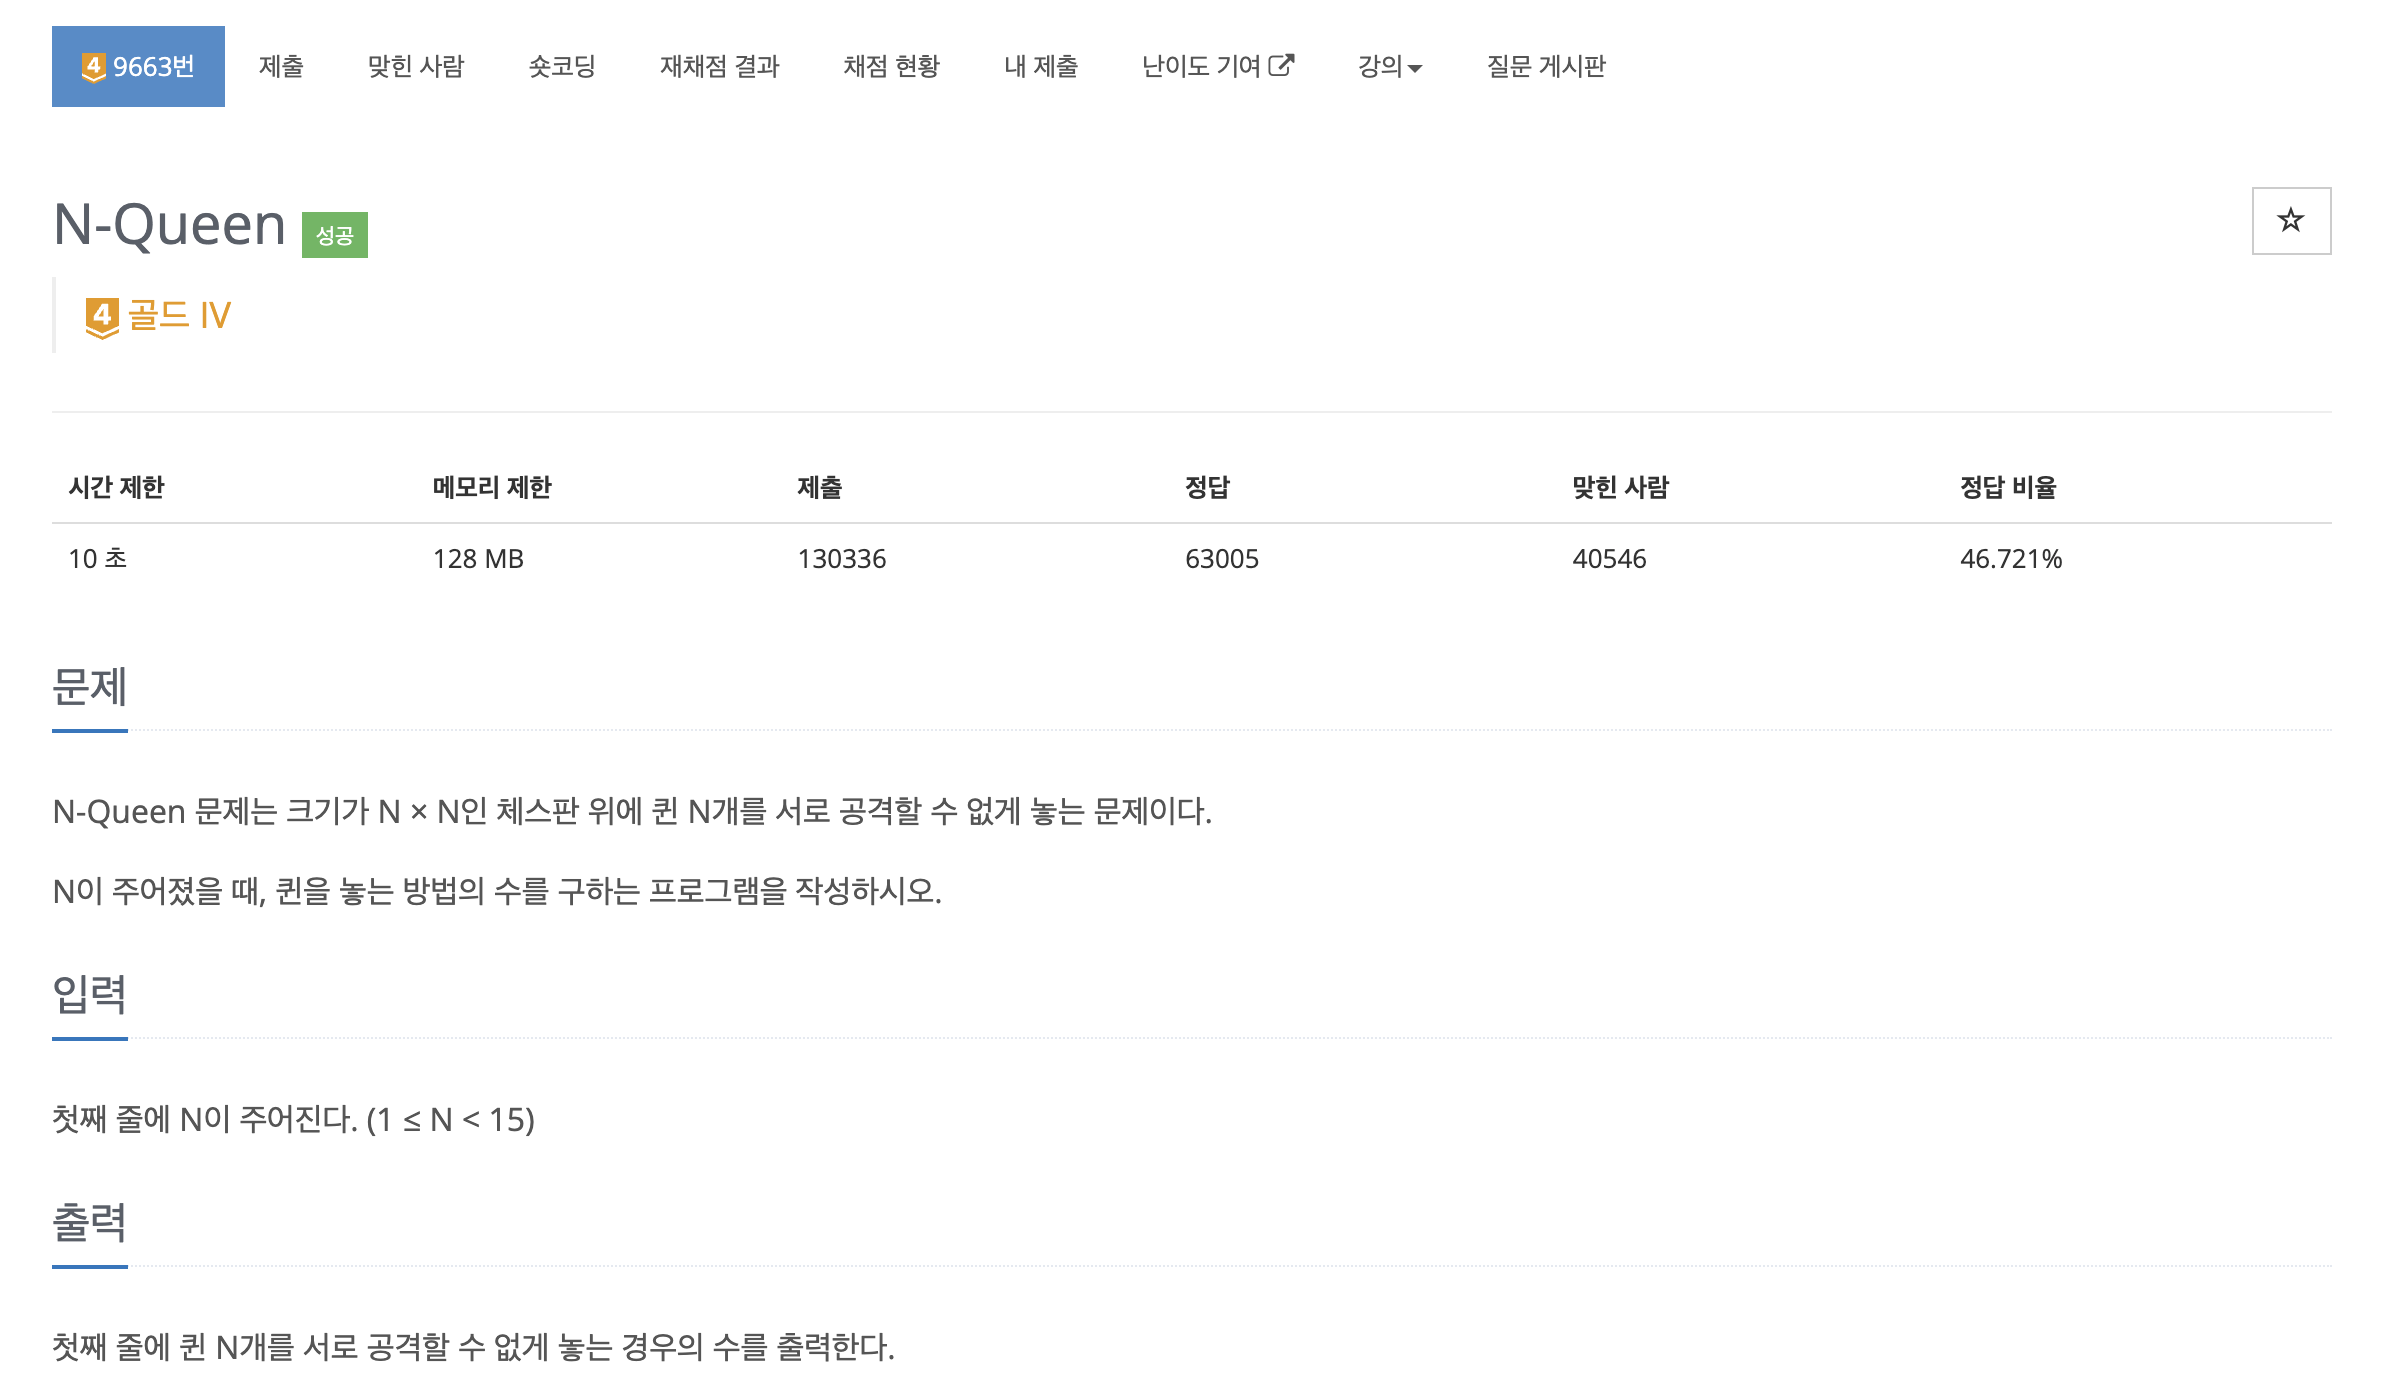 4 9663번 제출 맞힌 사람 숏코딩 재채점 결과 채점 현황 내 제출 난이도 기여 강의 질문 게시판
N-Queen 성공
4 골드 IV
시간 제한 메모리 제한 제출 정답 맞힌 사람 정답 비율
10 초 128 MB 130336 63005 40546 46.721%
문제
N-Queen 문제는 크기가 N × N인 체스판 위에 퀸 N개를 서로 공격할 수 없게 놓는 문제이다.
N이 주어졌을 때, 퀸을 놓는 방법의 수를 구하는 프로그램을 작성하시오.
입력
첫째 줄에 N이 주어진다. (1 ≤ N < 15)
출력
첫째 줄에 퀸 N개를 서로 공격할 수 없게 놓는 경우의 수를 출력한다.